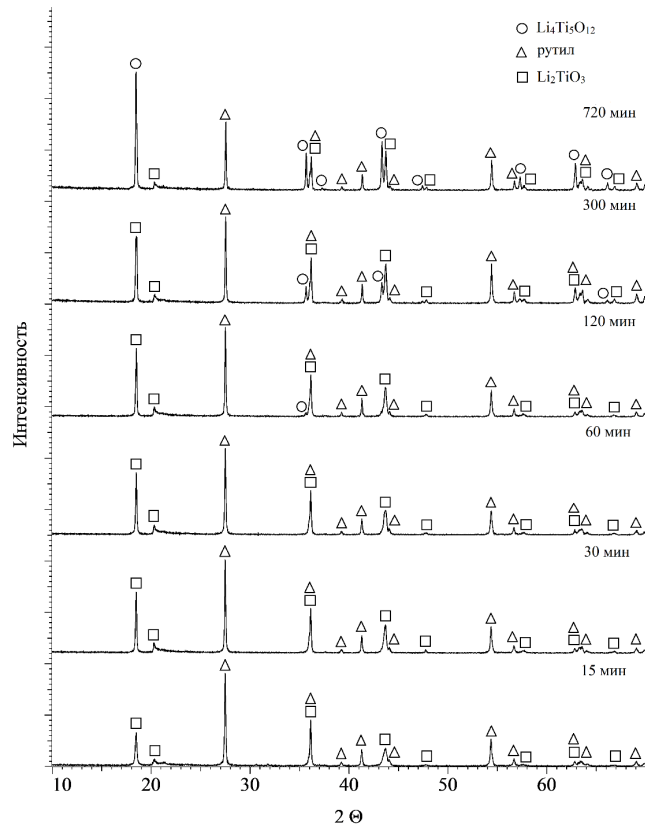 Li₄Ti₅O₁₂
рутил
Li₂TiO₃
720 мин
300 мин
120 мин
60 мин
30 мин
15 мин
Интенсивность
10 20 30 40 50 60
2 Θ